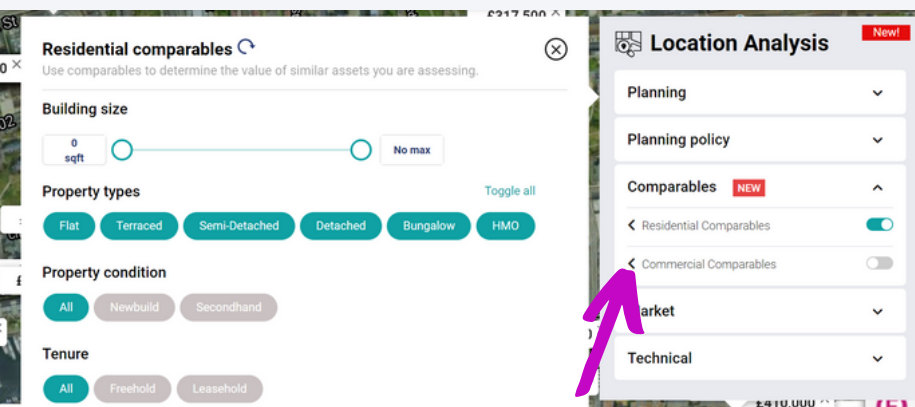 £317,500
Residential comparables
Use comparables to determine the value of similar assets you are assessing.
Building size
0
sqft
No max
Property types
Toggle all
Flat
Terraced
Semi-Detached
Detached
Bungalow
HMO
Property condition
All
Newbuild
Secondhand
Tenure
All
Freehold
Leasehold
Location Analysis
New!
Planning
Planning policy
Comparables NEW
Residential Comparables
Commercial Comparables
Market
Technical
£410,000